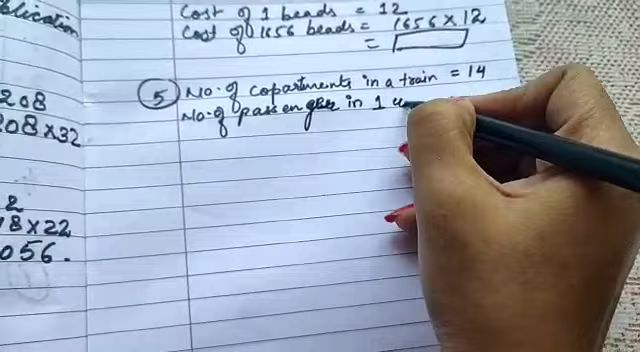 Cost of 1 beads = 12
Cost of 1656 beads = 1656 × 12
=
5 No. of copartments in a train = 14
No. of passengers in 1
208
208 × 32
2
18 × 22
056.